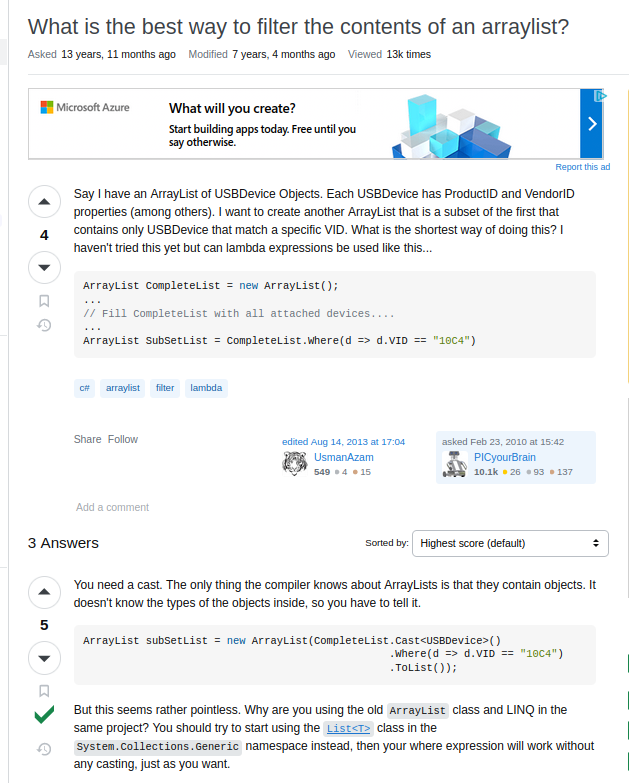 What is the best way to filter the contents of an arraylist?
Asked 13 years, 11 months ago Modified 7 years, 4 months ago Viewed 13k times
Microsoft Azure
What will you create?
Start building apps today. Free until you
say otherwise.
Report this ad
Say I have an ArrayList of USBDevice Objects. Each USBDevice has ProductID and VendorID
properties (among others). I want to create another ArrayList that is a subset of the first that
4
contains only USBDevice that match a specific VID. What is the shortest way of doing this? I
haven't tried this yet but can lambda expressions be used like this...
ArrayList CompleteList = new ArrayList();
...
// Fill CompleteList with all attached devices....
...
ArrayList SubSetList = CompleteList.Where(d => d.VID == "10C4")
c# arraylist filter lambda
Share Follow
edited Aug 14, 2013 at 17:04
UsmanAzam
549 4 15
asked Feb 23, 2010 at 15:42
PICyourBrain
10.1k 26 93 137
Add a comment
3 Answers
Sorted by: Highest score (default)
You need a cast. The only thing the compiler knows about ArrayLists is that they contain objects. It
doesn't know the types of the objects inside, so you have to tell it.
5
ArrayList subSetList = new ArrayList(CompleteList.Cast<USBDevice>()
.Where(d => d.VID == "10C4")
.ToList());
But this seems rather pointless. Why are you using the old ArrayList class and LINQ in the
same project? You should try to start using the List<T> class in the
System.Collections.Generic namespace instead, then your where expression will work without
any casting, just as you want.